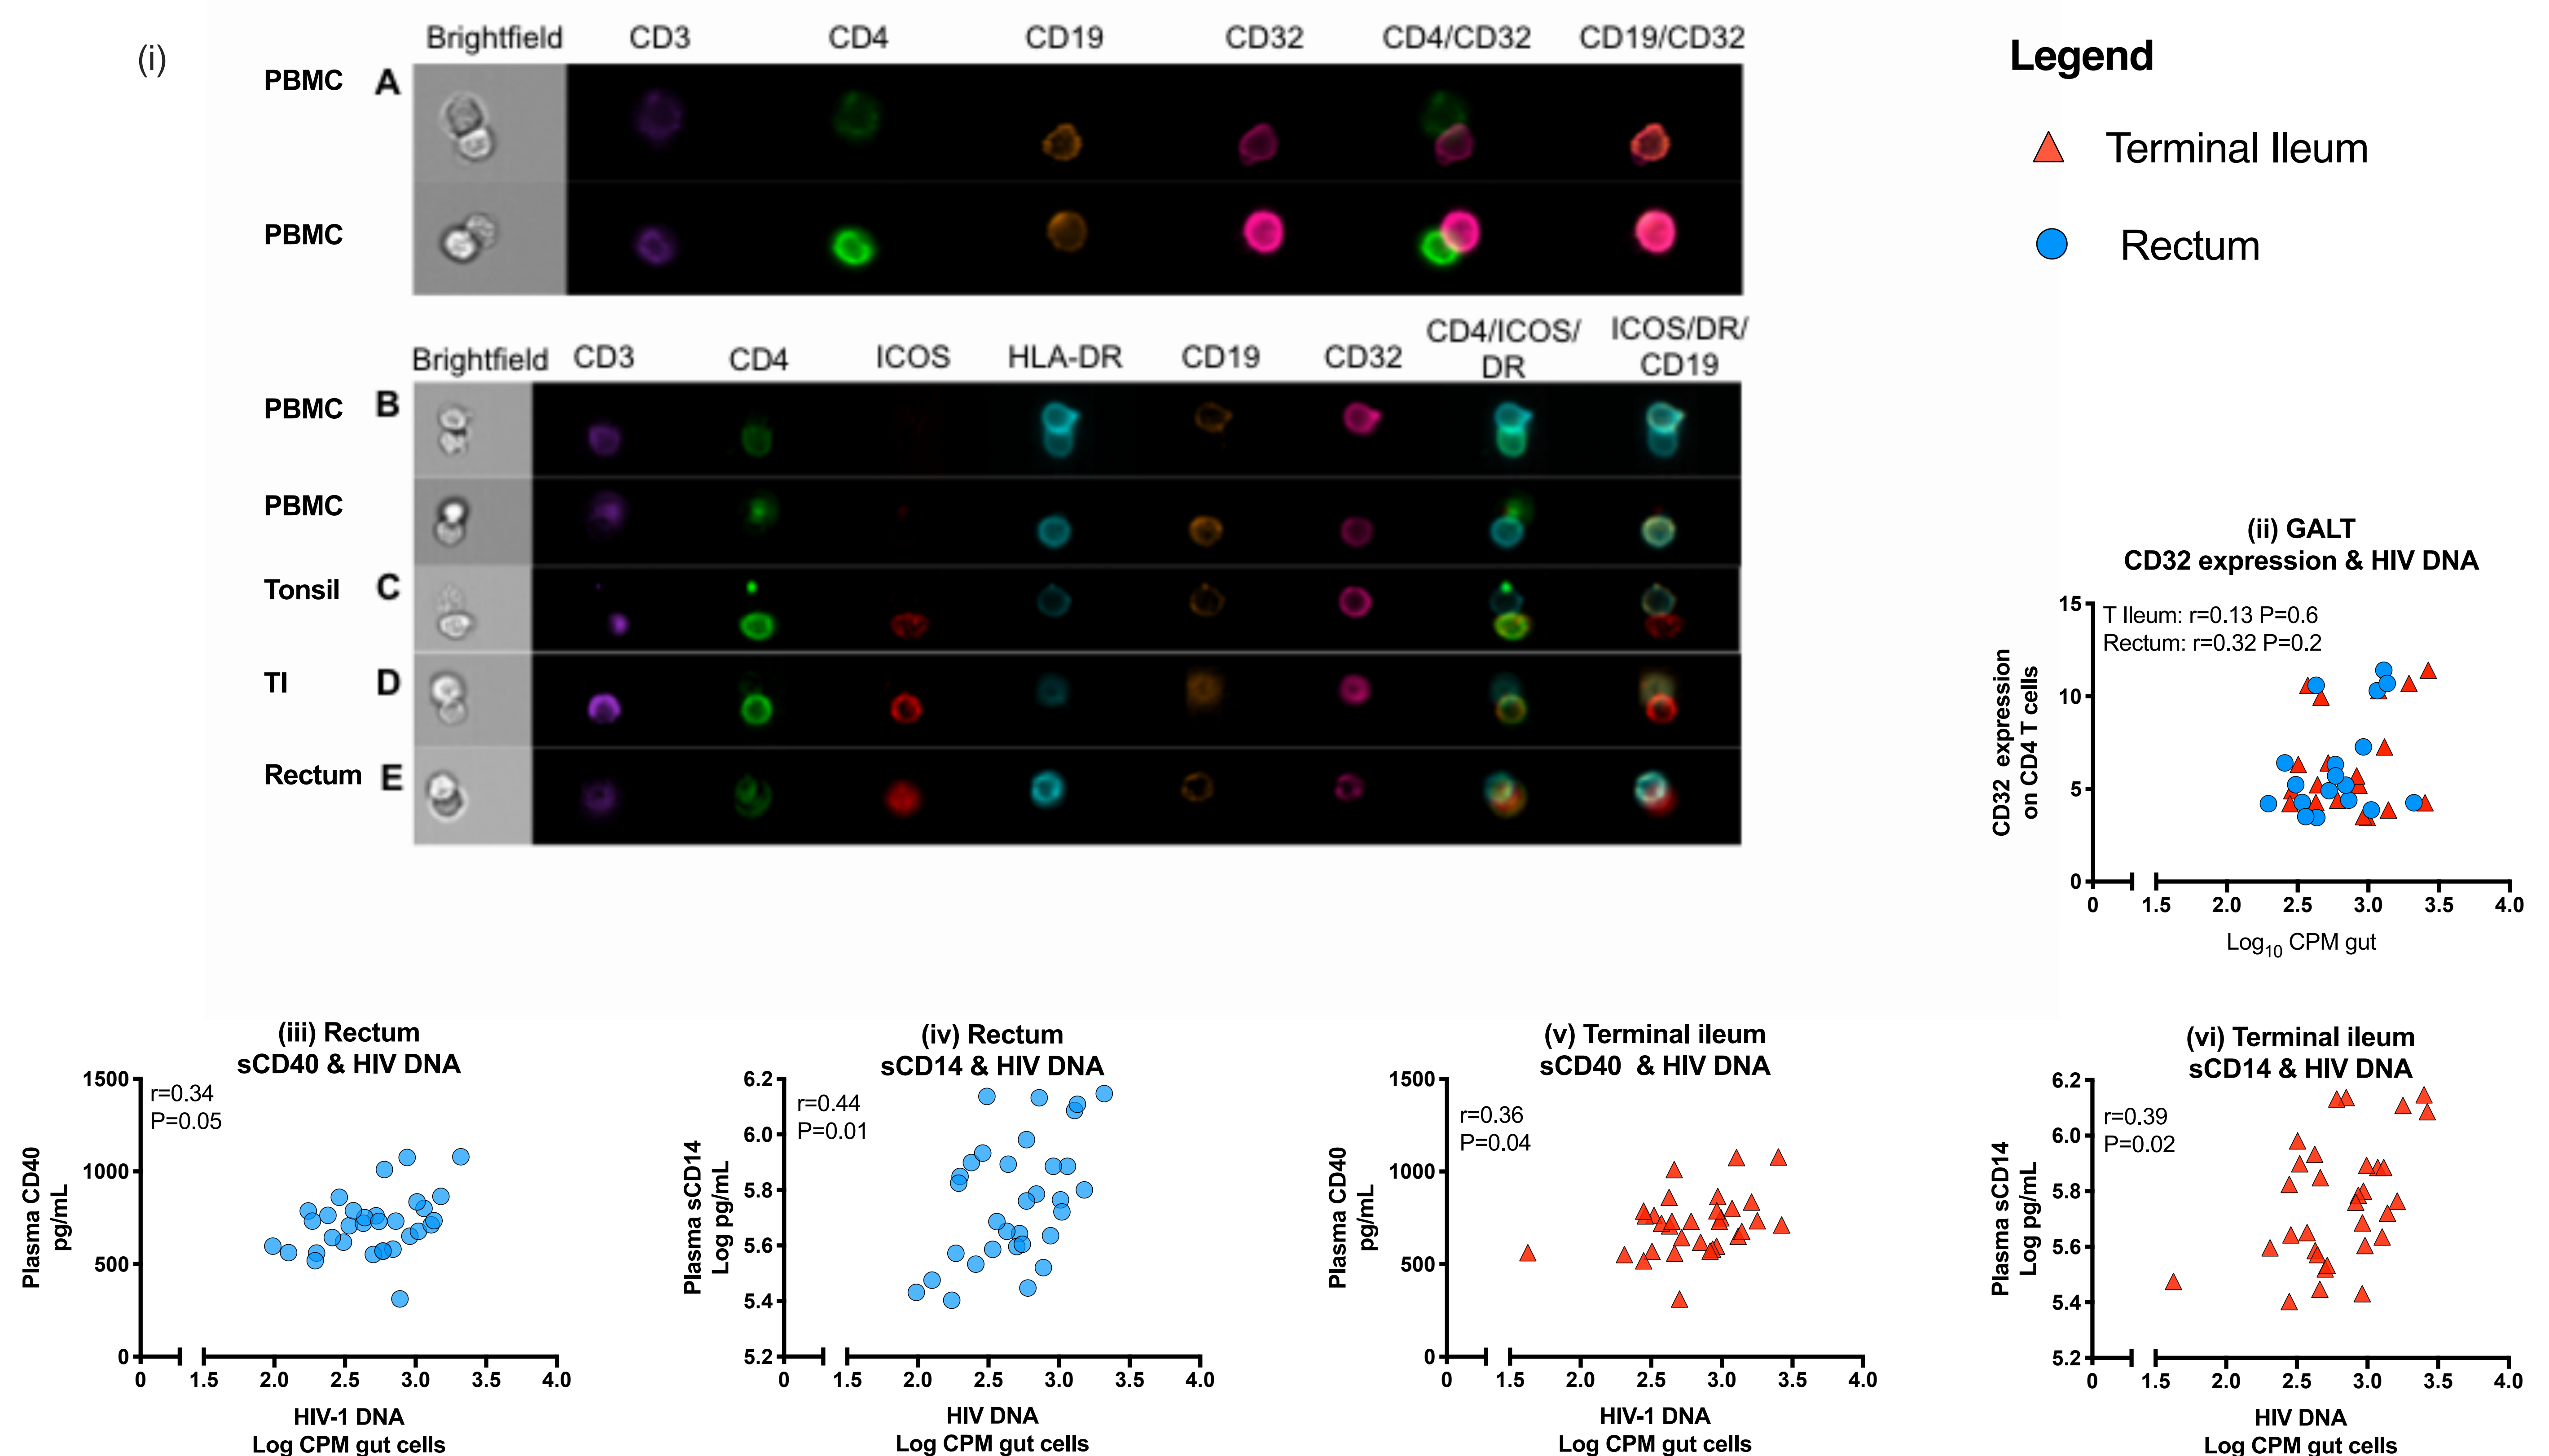 (i)
Brightfield CD3 CD4 CD19 CD32 CD4/CD32 CD19/CD32
PBMC A
PBMC
Brightfield CD3 CD4 ICOS HLA-DR CD19 CD32 CD4/ICOS/ DR ICOS/DR/ CD19
PBMC B
PBMC
Tonsil C
TI D
Rectum E
Legend
Terminal Ileum
Rectum
(ii) GALT
CD32 expression & HIV DNA
T Ileum: r=0.13 P=0.6
Rectum: r=0.32 P=0.2
CD32 expression
on CD4 T cells
15
10
5
0
0 1.5 2.0 2.5 3.0 3.5 4.0
Log10 CPM gut
(iii) Rectum
sCD40 & HIV DNA
r=0.34
P=0.05
Plasma CD40
pg/mL
1500
1000
500
0
0 1.5 2.0 2.5 3.0 3.5 4.0
HIV-1 DNA
Log CPM gut cells
(iv) Rectum
sCD14 & HIV DNA
r=0.44
P=0.01
Plasma sCD14
Log pg/mL
6.2
6.0
5.8
5.6
5.4
5.2
0 1.5 2.0 2.5 3.0 3.5 4.0
HIV DNA
Log CPM gut cells
(v) Terminal ileum
sCD40 & HIV DNA
r=0.36
P=0.04
Plasma CD40
pg/mL
1500
1000
500
0
0 1.5 2.0 2.5 3.0 3.5 4.0
HIV-1 DNA
Log CPM gut cells
(vi) Terminal ileum
sCD14 & HIV DNA
r=0.39
P=0.02
Plasma sCD14
Log pg/mL
6.2
6.0
5.8
5.6
5.4
5.2
0 1.5 2.0 2.5 3.0 3.5 4.0
HIV DNA
Log CPM gut cells